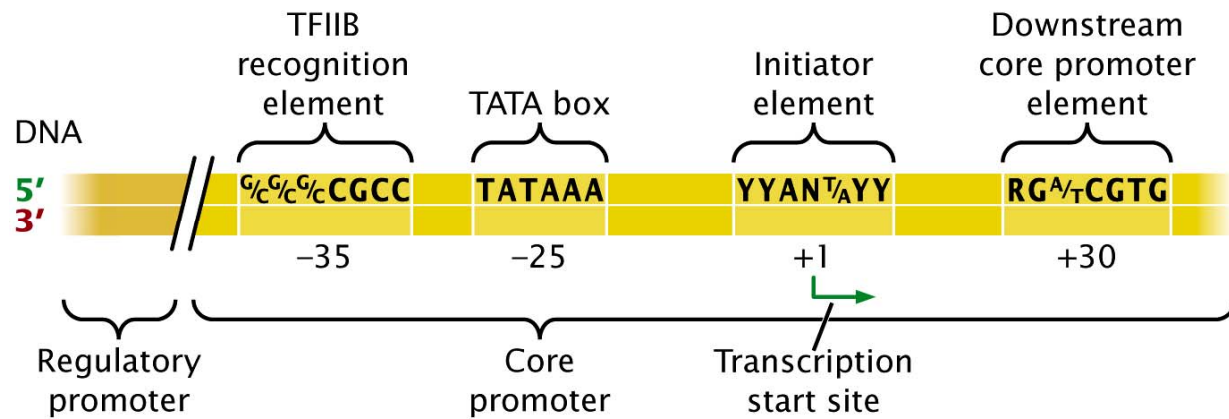 TFIIB
recognition
element
TATA box
Initiator
element
Downstream
core promoter
element
DNA
5′
3′
G/CG/CG/CCGCC
TATAAA
YYANT/AYY
RGA/TCGTG
–35
–25
+1
+30
Regulatory
promoter
Core
promoter
Transcription
start site